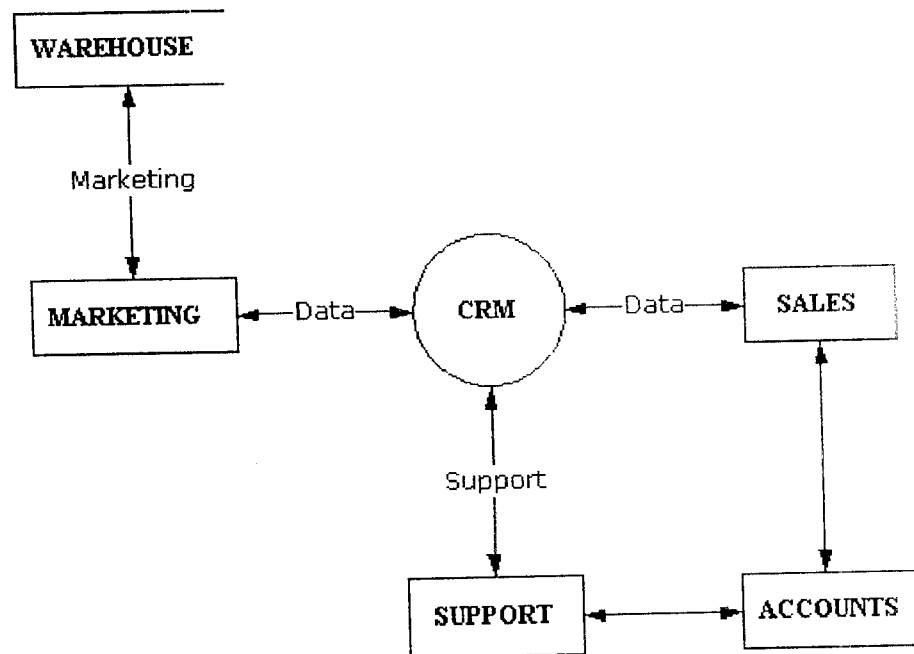 WAREHOUSE
Marketing
MARKETING
Data
CRM
Data
SALES
Support
SUPPORT
ACCOUNTS